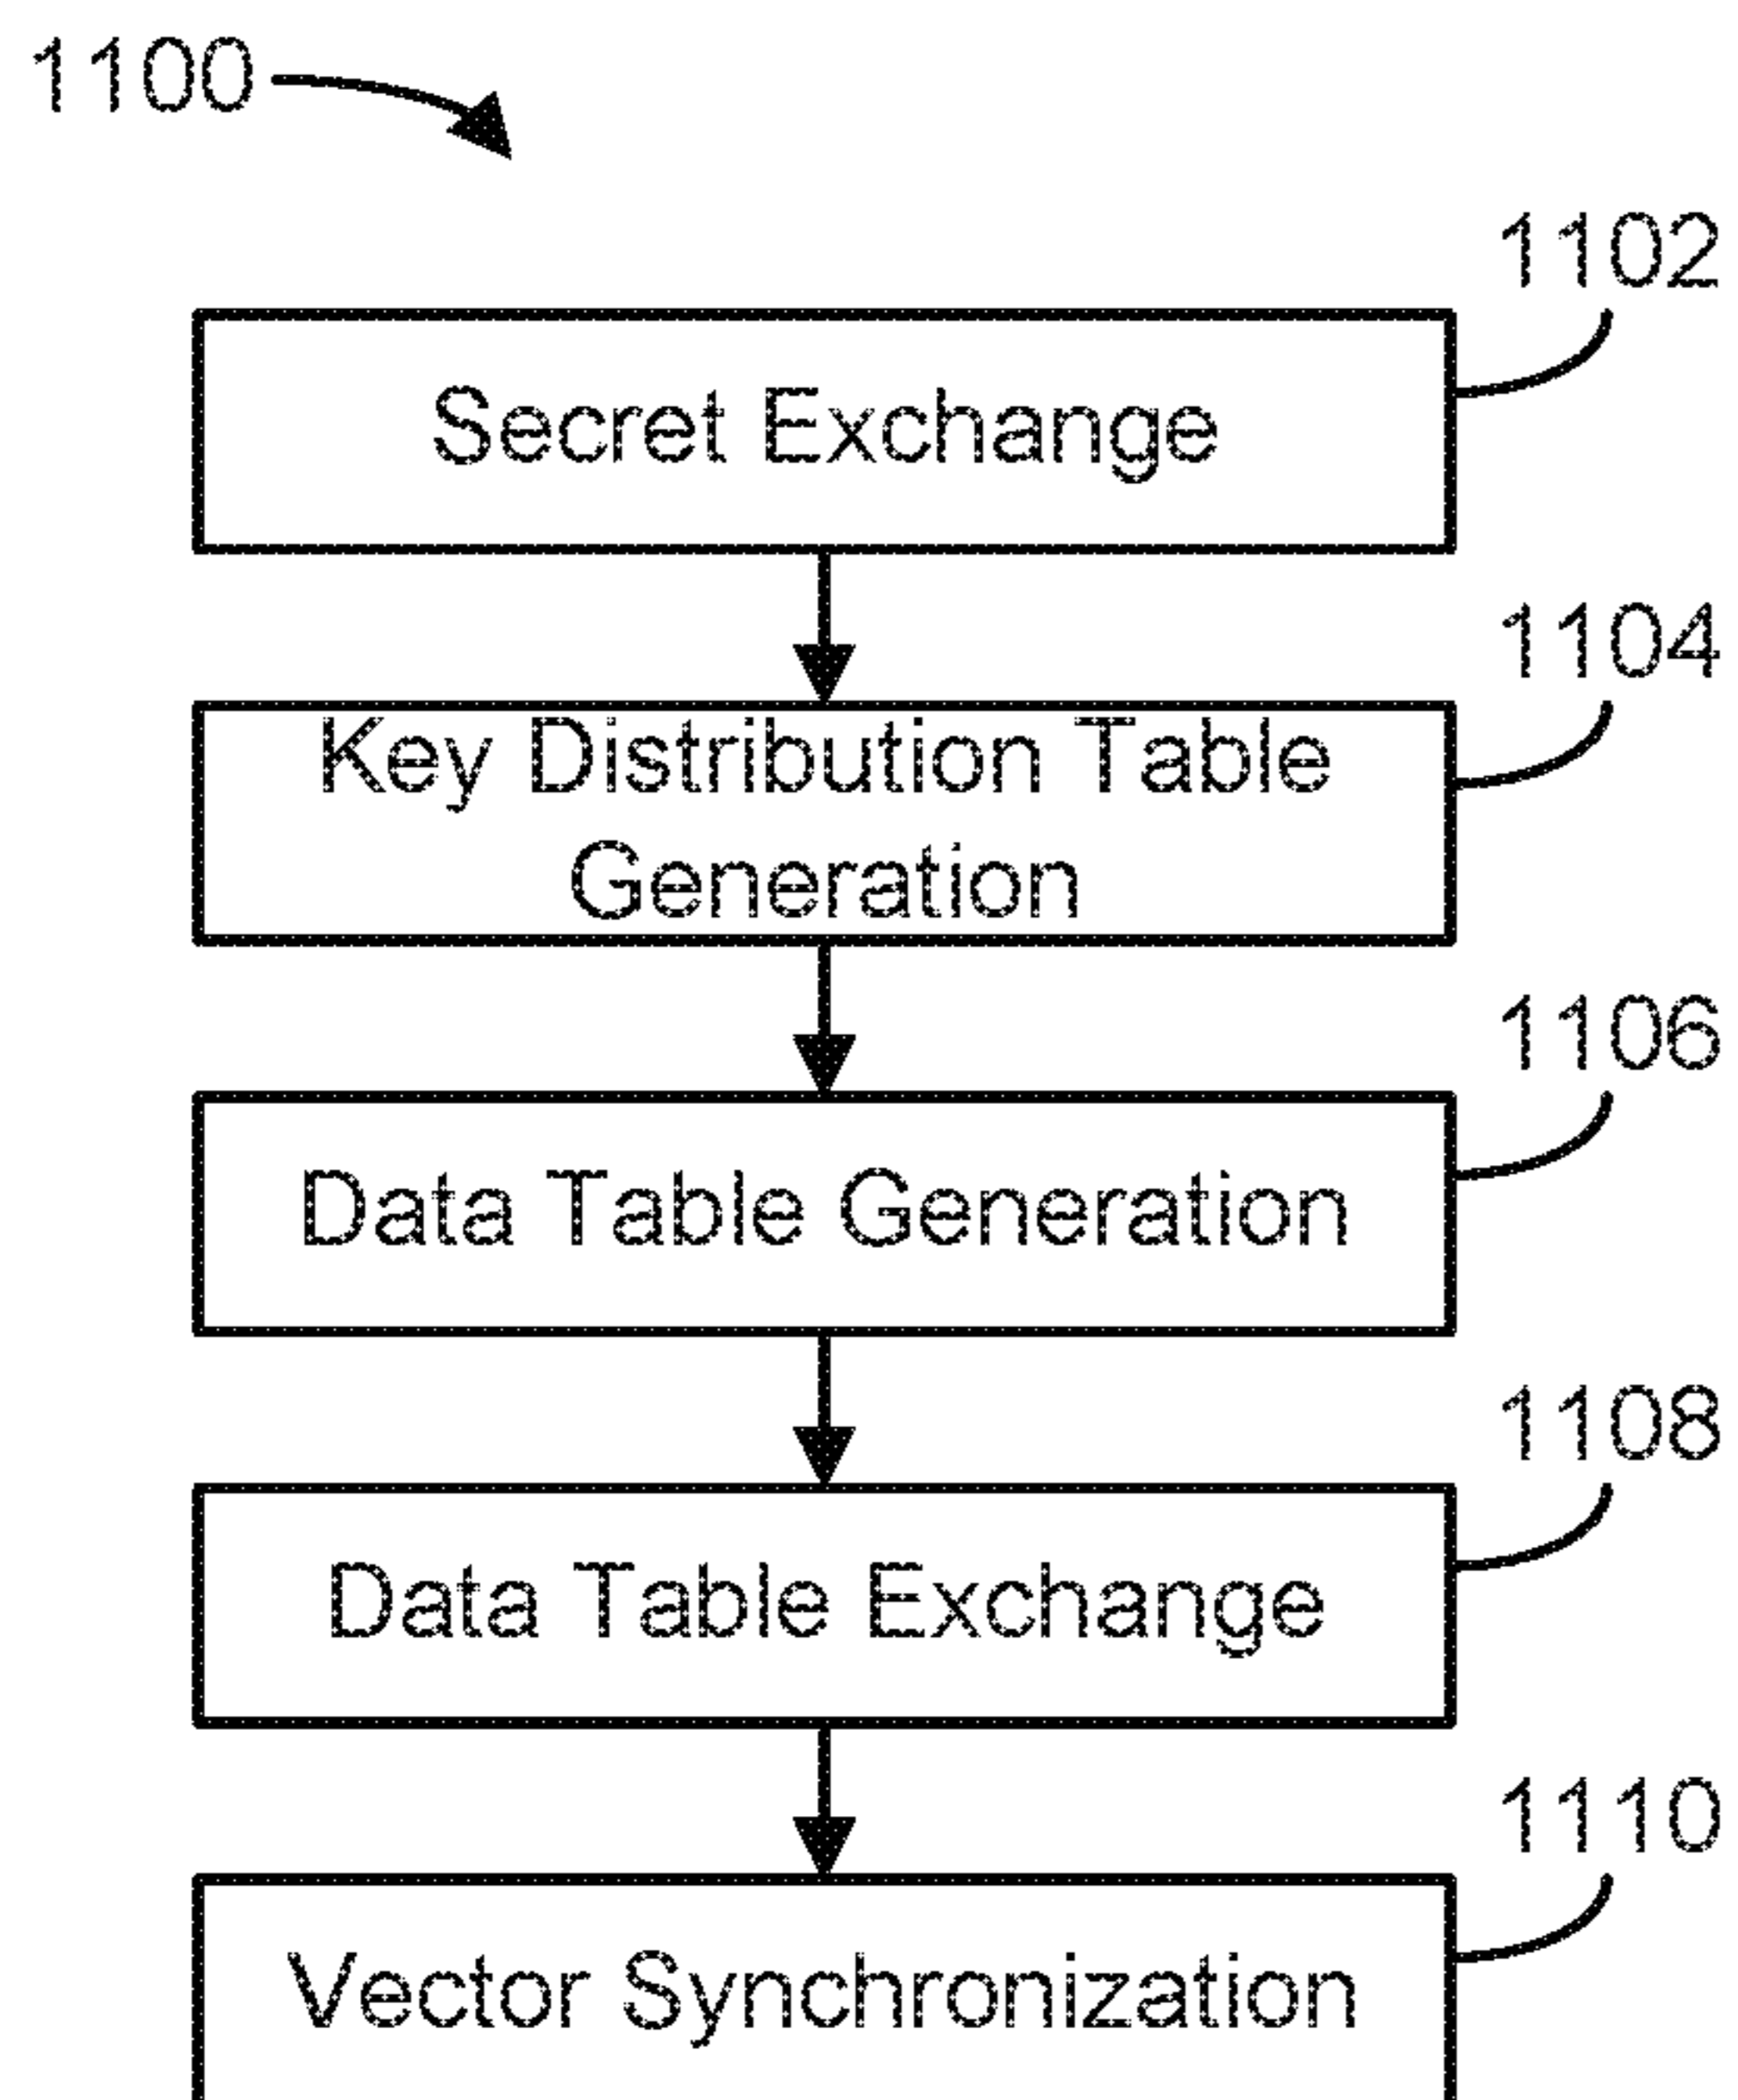 1100
1102
Secret Exchange
1104
Key Distribution Table
Generation
1106
Data Table Generation
1108
Data Table Exchange
1110
Vector Synchronization